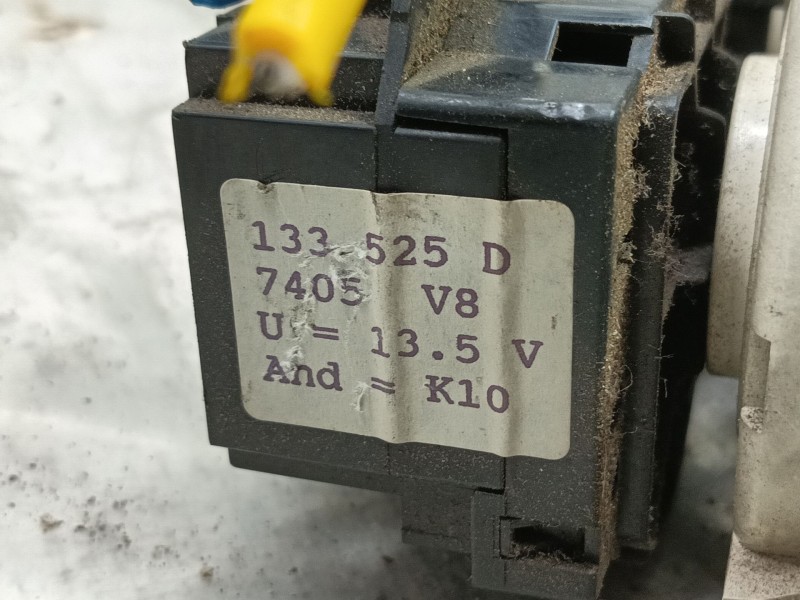 133 525 D
7405 V8
U = 13.5 V
And = K10